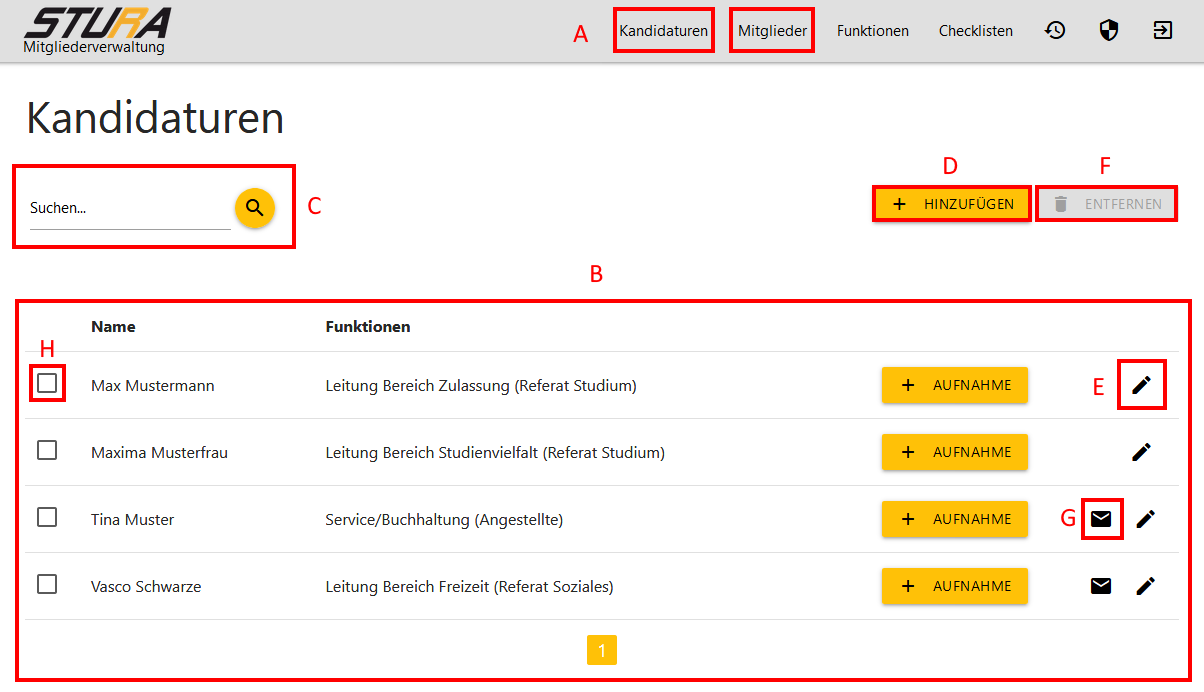 STURA
Mitgliederverwaltung
A Kandidaturen Mitglieder Funktionen Checklisten
Kandidaturen
D F
Suchen... C + HINZUFÜGEN ENTFERNEN
B
Name Funktionen
H
Max Mustermann Leitung Bereich Zulassung (Referat Studium) + AUFNAHME E
Maxima Musterfrau Leitung Bereich Studienvielfalt (Referat Studium) + AUFNAHME
Tina Muster Service/Buchhaltung (Angestellte) + AUFNAHME G
Vasco Schwarze Leitung Bereich Freizeit (Referat Soziales) + AUFNAHME
1